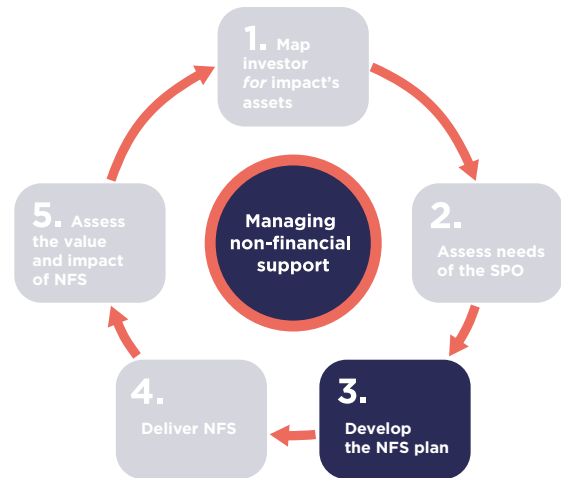 1. Map
investor
for impact's
assets
2.
Assess needs
of the SPO
3.
Develop
the NFS plan
4.
Deliver NFS
5. Assess
the value
and impact
of NFS
Managing
non-financial
support